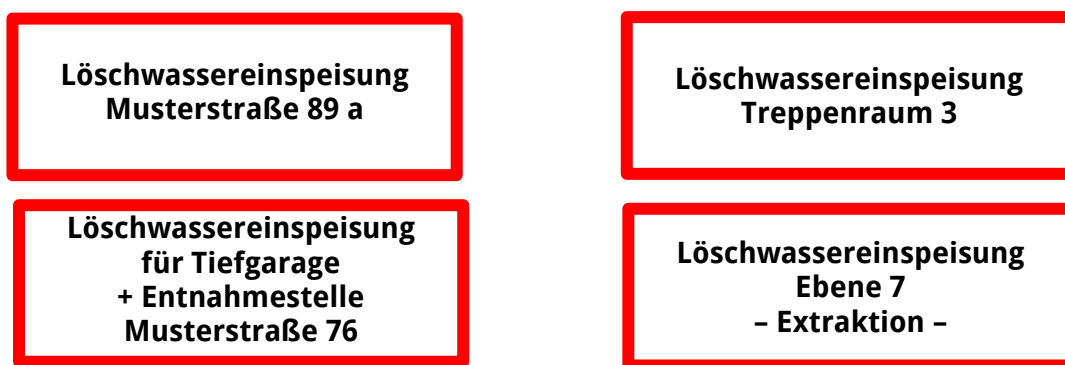 Löschwassereinspeisung
Musterstraße 89 a
Löschwassereinspeisung
Treppenraum 3
Löschwassereinspeisung
für Tiefgarage
+ Entnahmestelle
Musterstraße 76
Löschwassereinspeisung
Ebene 7
– Extraktion –